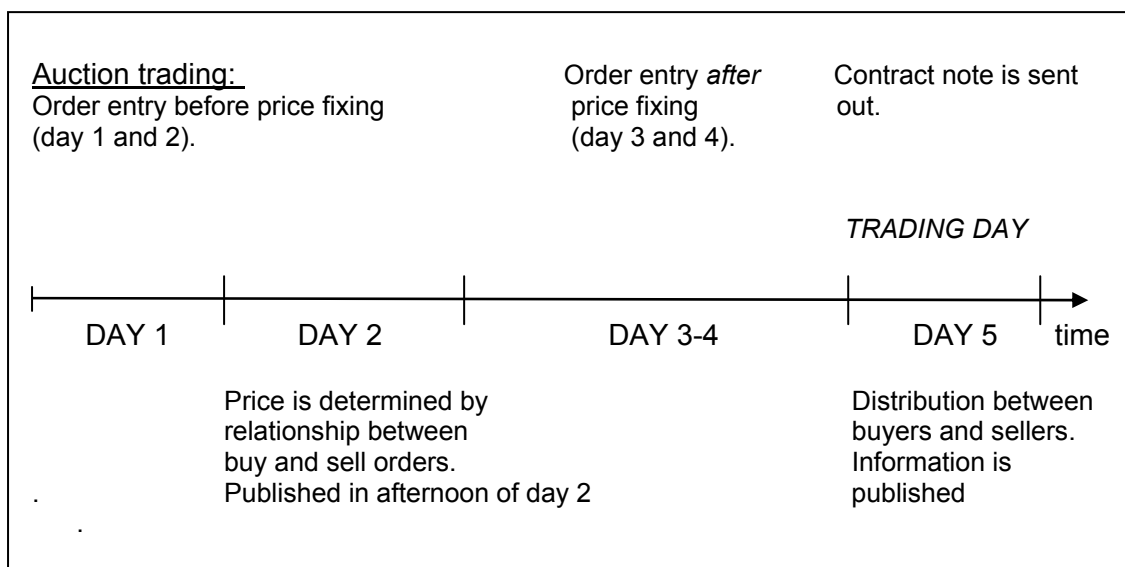 Auction trading:
Order entry before price fixing
(day 1 and 2).
Order entry after
price fixing
(day 3 and 4).
Contract note is sent
out.
TRADING DAY
DAY 1
DAY 2
DAY 3-4
DAY 5
time
Price is determined by
relationship between
buy and sell orders.
Published in afternoon of day 2
Distribution between
buyers and sellers.
Information is
published
.
.